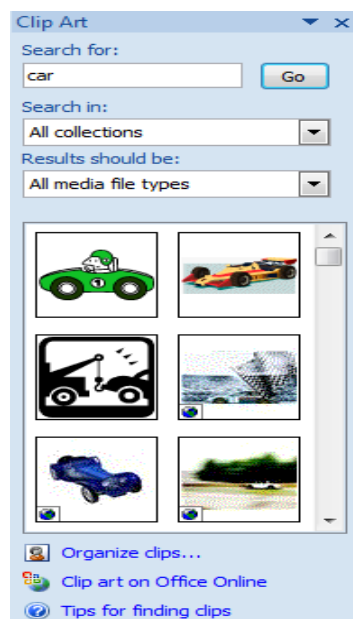 Clip Art
Search for:
car Go
Search in:
All collections
Results should be:
All media file types
1
Organize clips...
Clip art on Office Online
Tips for finding clips